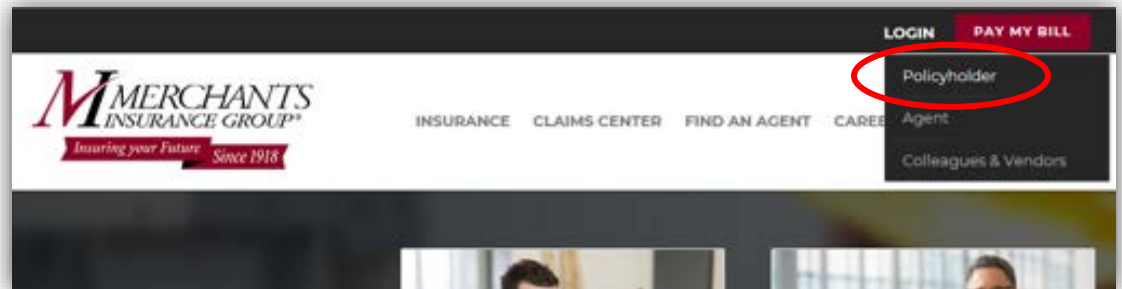 LOGIN PAY MY BILL
Policyholder
MERCHANTS
INSURANCE GROUP®
Insuring your Future Since 1918
INSURANCE CLAIMS CENTER FIND AN AGENT
Agent
Colleagues & Vendors